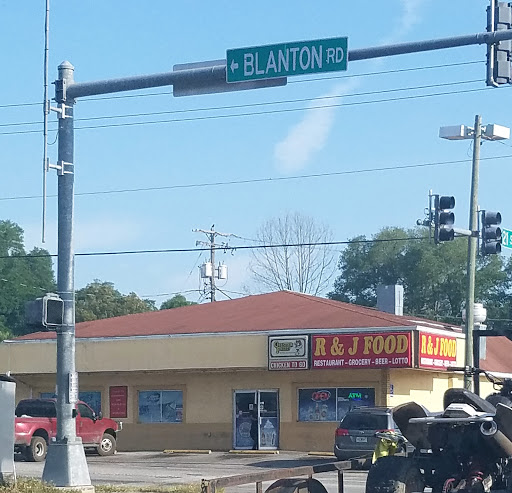 ← BLANTON RD
R & J FOOD
RESTAURANT - GROCERY - BEER - LOTTO
CHICKEN TO GO
R & J FOOD
ATM